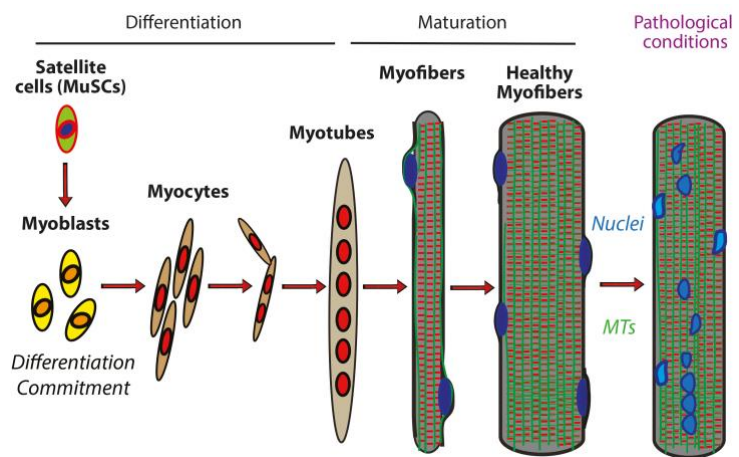 Differentiation
Maturation
Pathological
conditions
Satellite
cells (MuSCs)
Myofibers
Healthy
Myofibers
Myotubes
Myocytes
Myoblasts
Nuclei
MTs
Differentiation
Commitment